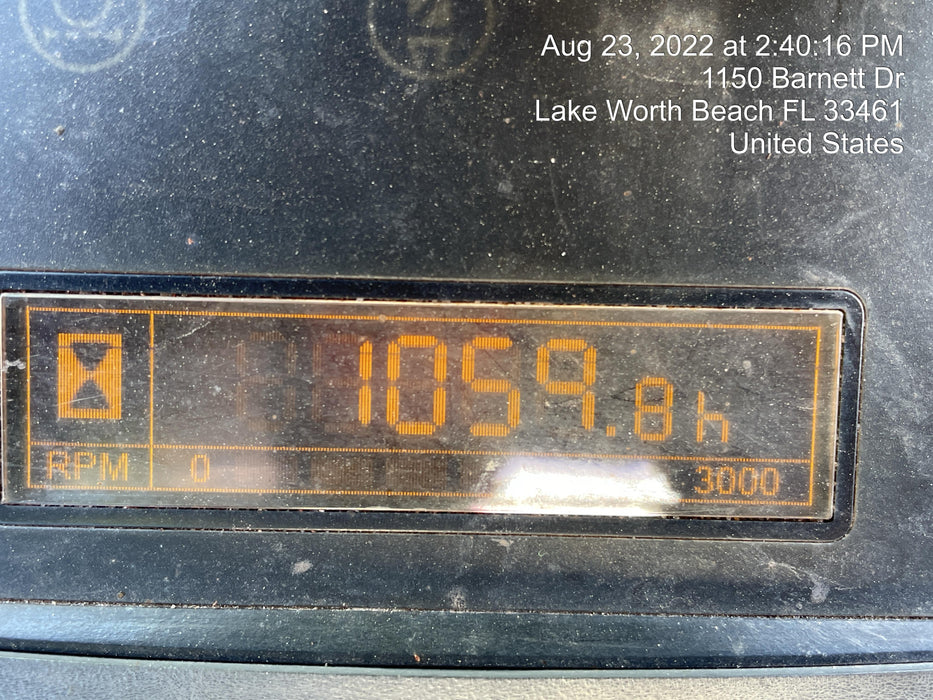 Aug 23, 2022 at 2:40:16 PM
1150 Barnett Dr
Lake Worth Beach FL 33461
United States
1059.8h
RPM 0 3000